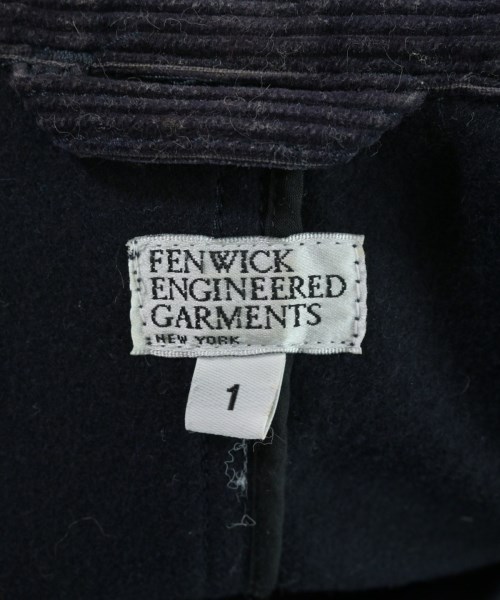 FENWICK
ENGINEERED
GARMENTS
NEW YORK
1